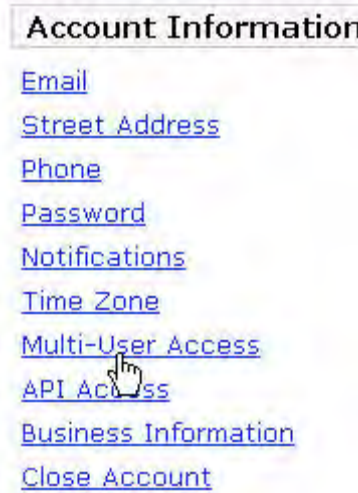 Account Information
Email
Street Address
Phone
Password
Notifications
Time Zone
Multi-User Access
API Access
Business Information
Close Account